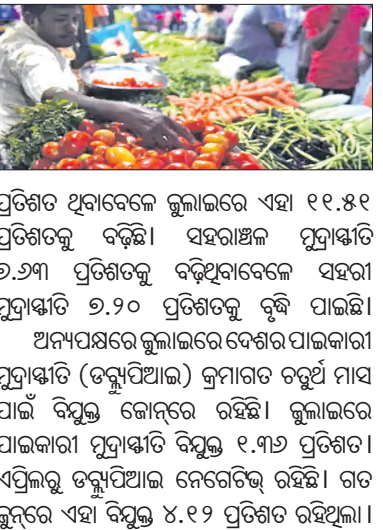 ପ୍ରତିଶତ ଥିବାବେଳେ ଜୁଲାଇରେ ଏହା ୧୧.୫୧
ପ୍ରତିଶତକୁ ବଢ଼ିଛି। ସହରାଞ୍ଚଳ ମୁଦ୍ରାସ୍ଫୀତି
୭.୬୩ ପ୍ରତିଶତକୁ ବଢ଼ିଥିବାବେଳେ ସହରୀ
ମୁଦ୍ରାସ୍ଫୀତି ୭.୨୦ ପ୍ରତିଶତକୁ ବୃଦ୍ଧି ପାଇଛି।
ଅନ୍ୟପକ୍ଷରେ ଜୁଲାଇରେ ଦେଶର ପାଇକାରୀ
ମୁଦ୍ରାସ୍ଫୀତି (ଡବ୍ଲ୍ୟୁପିଆଇ) କ୍ରମାଗତ ଚତୁର୍ଥ ମାସ
ପାଇଁ ବିଯୁକ୍ତ ଜୋନ୍‌ରେ ରହିଛି। ଜୁଲାଇରେ
ପାଇକାରୀ ମୁଦ୍ରାସ୍ଫୀତି ବିଯୁକ୍ତ ୧.୩୬ ପ୍ରତିଶତ।
ଏପ୍ରିଲରୁ ଡବ୍ଲ୍ୟୁପିଆଇ ନେଗେଟିଭ୍ ରହିଛି। ଗତ
ଜୁନ୍‌ରେ ଏହା ବିଯୁକ୍ତ ୪.୧୨ ପ୍ରତିଶତ ରହିଥିଲା।